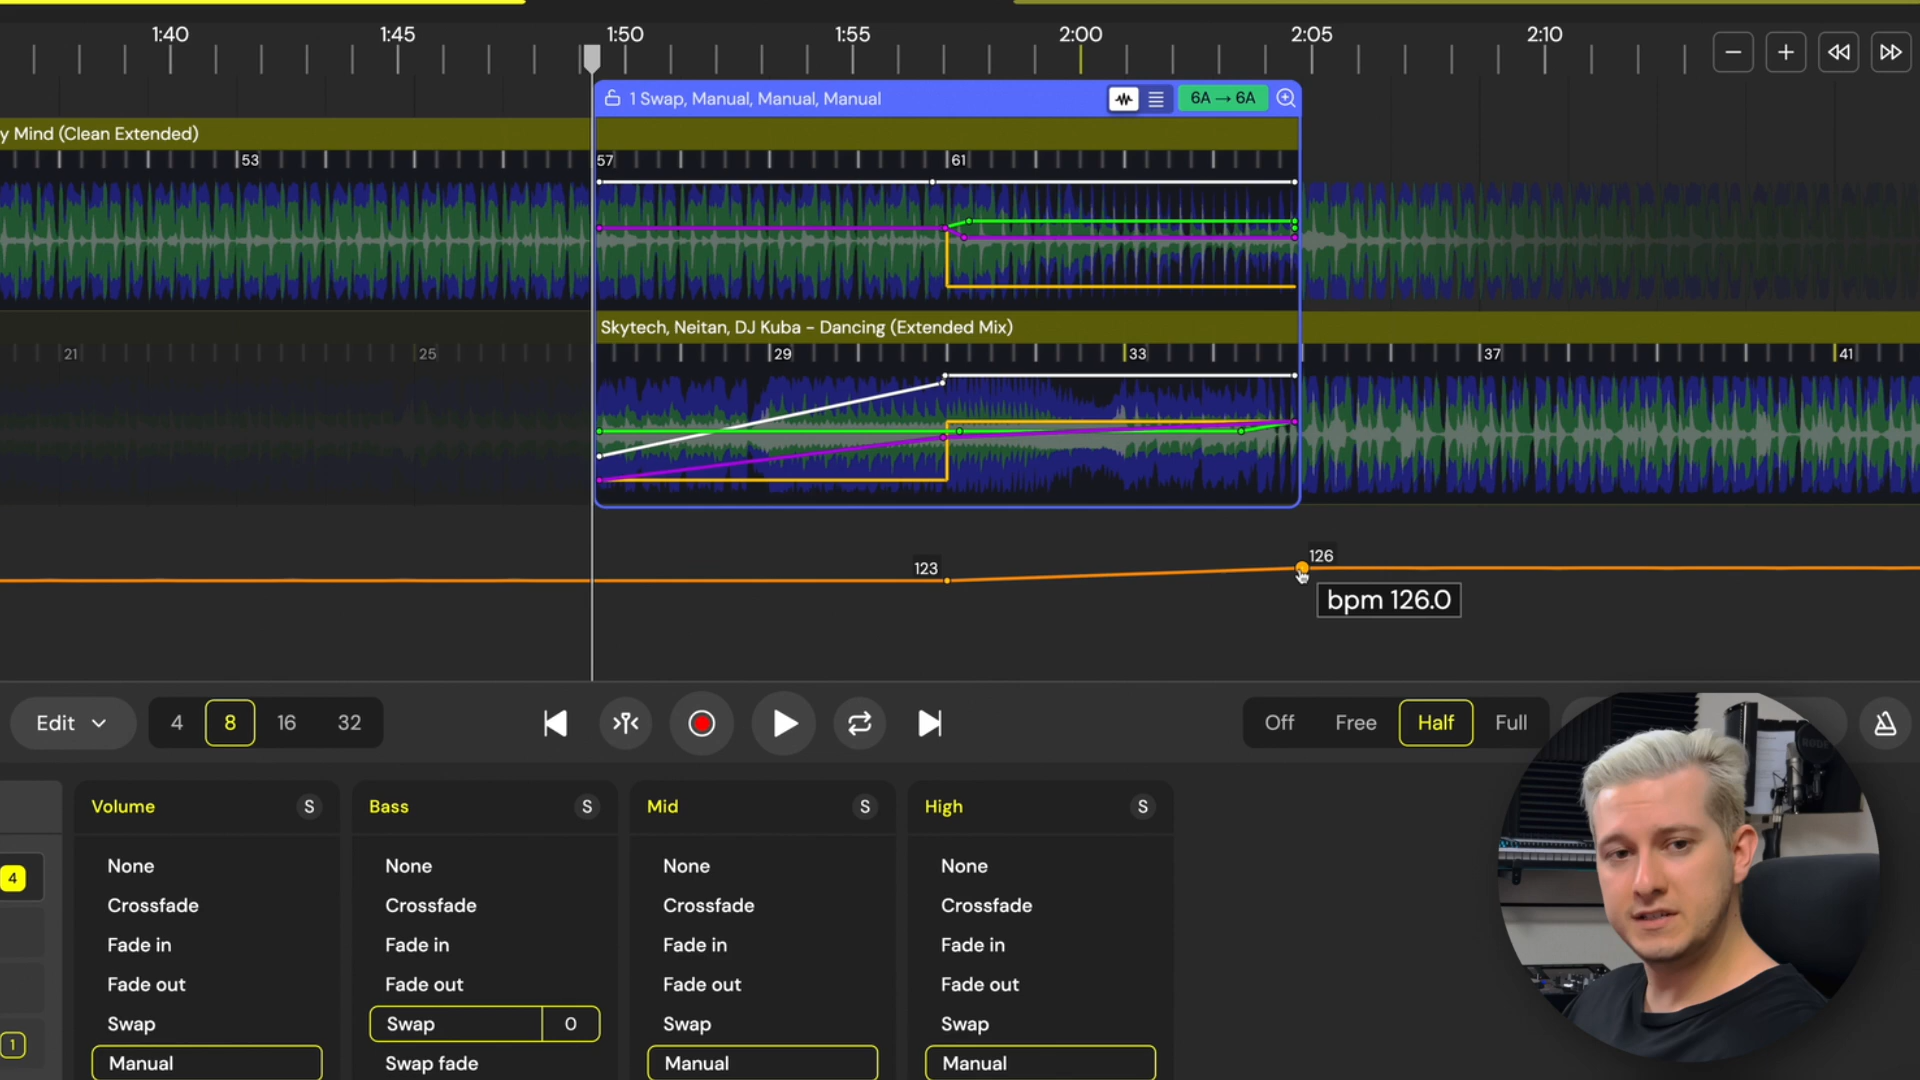 1:40 1:45 1:50 1:55 2:00 2:05 2:10
1 Swap, Manual, Manual, Manual
6A → 6A
y Mind (Clean Extended)
53 57 61
Skytech, Neitan, DJ Kuba - Dancing (Extended Mix)
21 25 29 33 37 41
123
126
bpm 126.0
Edit
4 8 16 32
Off Free Half Full
Volume S
Bass S
Mid S
High S
None None None None
Crossfade Crossfade Crossfade Crossfade
Fade in Fade in Fade in Fade in
Fade out Fade out Fade out Fade out
Swap Swap 0 Swap Swap
Manual Swap fade Manual Manual
4
1